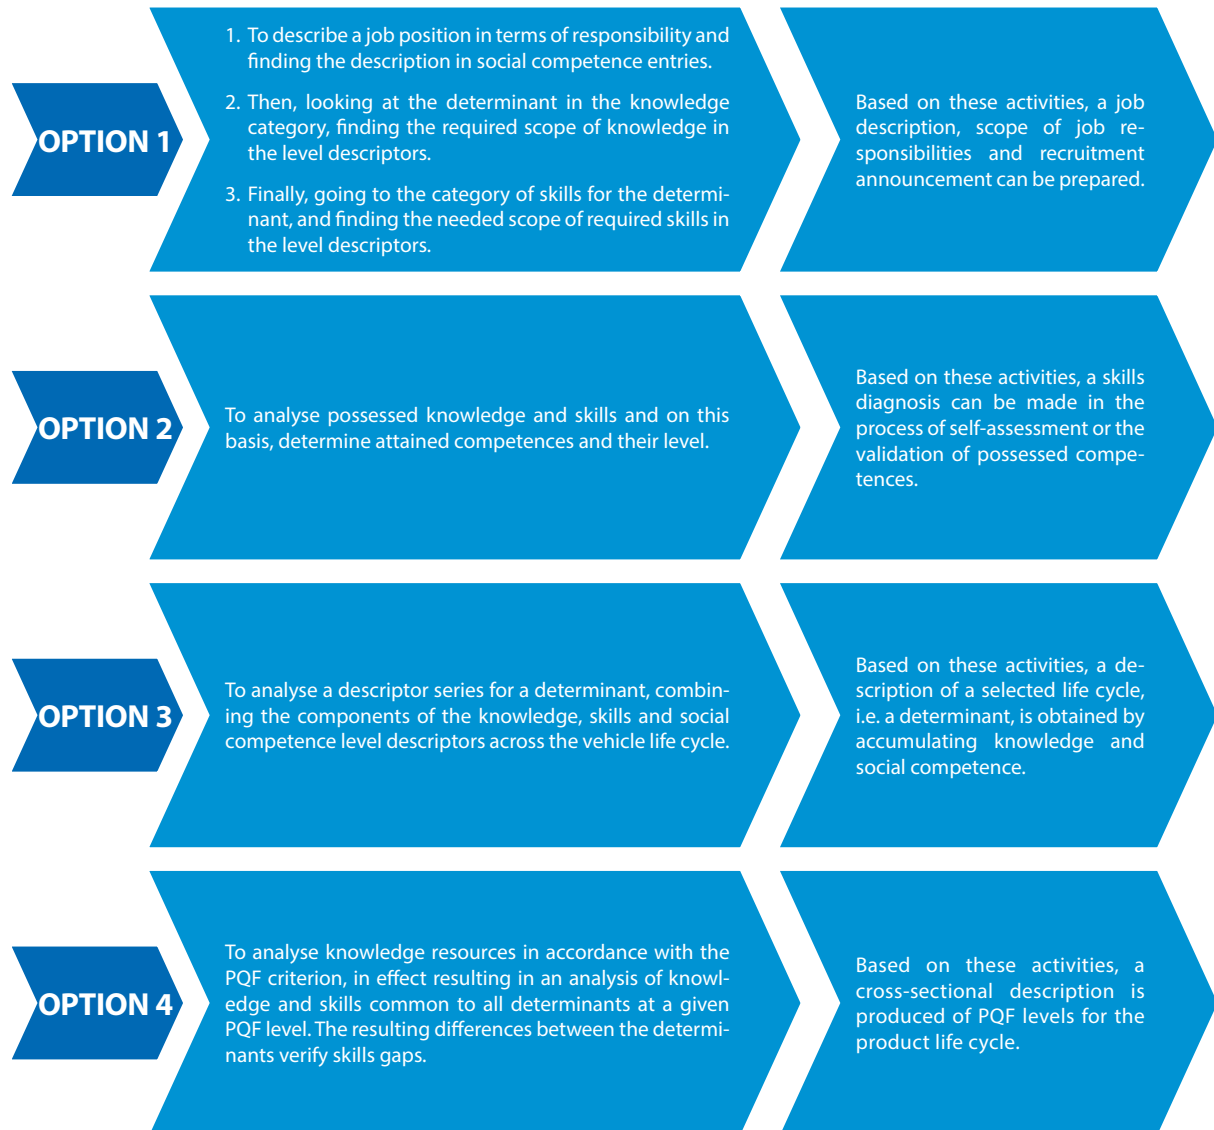 OPTION 1
1. To describe a job position in terms of responsibility and
finding the description in social competence entries.
2. Then, looking at the determinant in the knowledge
category, finding the required scope of knowledge in
the level descriptors.
3. Finally, going to the category of skills for the determi-
nant, and finding the needed scope of required skills in
the level descriptors.
Based on these activities, a job
description, scope of job re-
sponsibilities and recruitment
announcement can be prepared.
OPTION 2
To analyse possessed knowledge and skills and on this
basis, determine attained competences and their level.
Based on these activities, a skills
diagnosis can be made in the
process of self-assessment or the
validation of possessed compe-
tences.
OPTION 3
To analyse a descriptor series for a determinant, combin-
ing the components of the knowledge, skills and social
competence level descriptors across the vehicle life cycle.
Based on these activities, a de-
scription of a selected life cycle,
i.e. a determinant, is obtained by
accumulating knowledge and
social competence.
OPTION 4
To analyse knowledge resources in accordance with the
PQF criterion, in effect resulting in an analysis of knowl-
edge and skills common to all determinants at a given
PQF level. The resulting differences between the determi-
nants verify skills gaps.
Based on these activities, a
cross-sectional description is
produced of PQF levels for the
product life cycle.